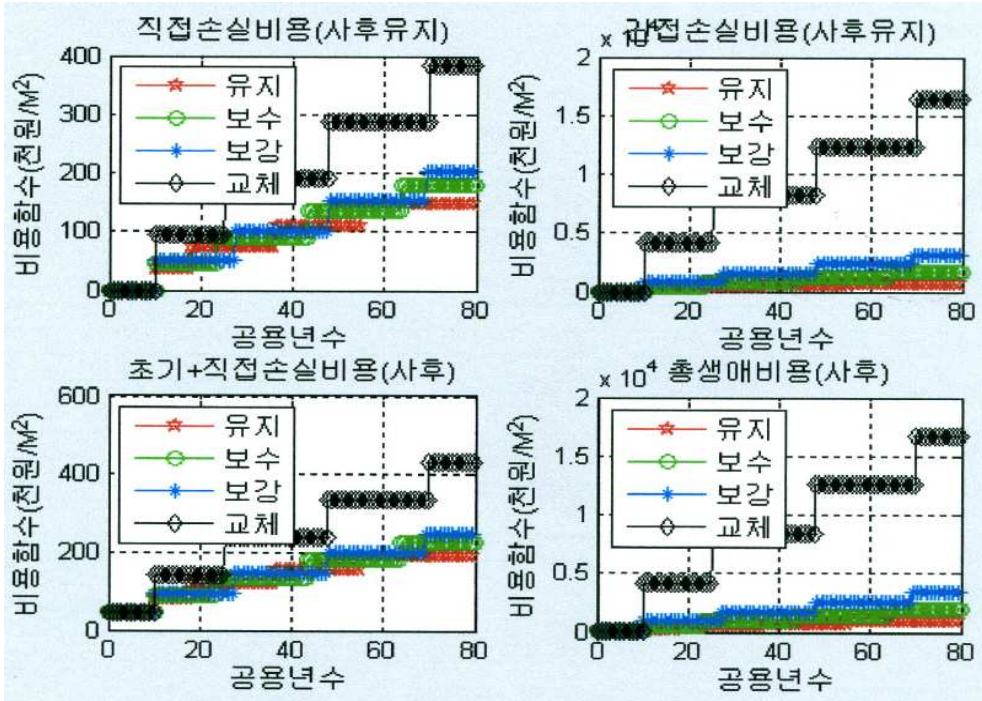 직접손실비용(사후유지)
비용함수(천원/M²)
400
300
200
100
0
유지
보수
보강
교체
0 20 40 60 80
공용년수
x 10⁴
간접손실비용(사후유지)
비용함수(천원/M²)
2
1.5
1
0.5
0
유지
보수
보강
교체
0 20 40 60 80
공용년수
초기+직접손실비용(사후)
비용함수(천원/M²)
600
400
200
0
유지
보수
보강
교체
0 20 40 60 80
공용년수
x 10⁴ 총생애비용(사후)
비용함수(천원/M²)
2
1.5
1
0.5
0
유지
보수
보강
교체
0 20 40 60 80
공용년수